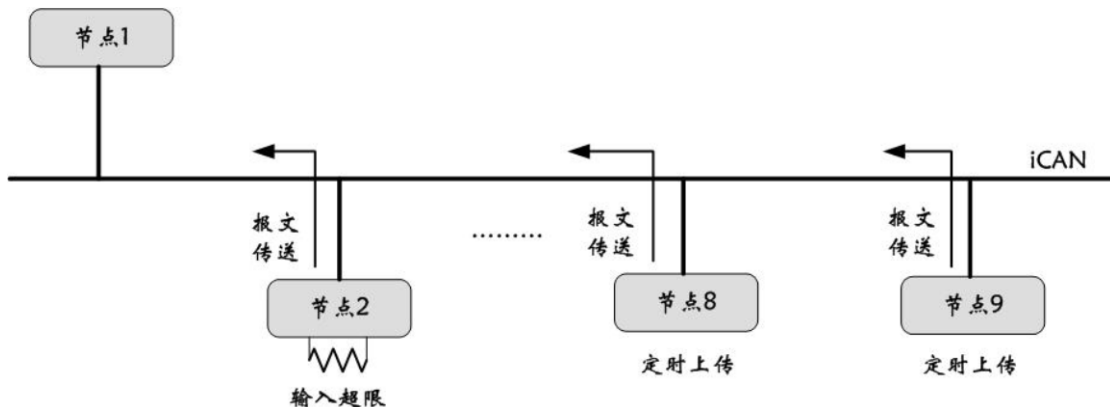 节点1
iCAN
报文
传送
.........
报文
传送
报文
传送
节点2
节点8
节点9
输入超限
定时上传
定时上传